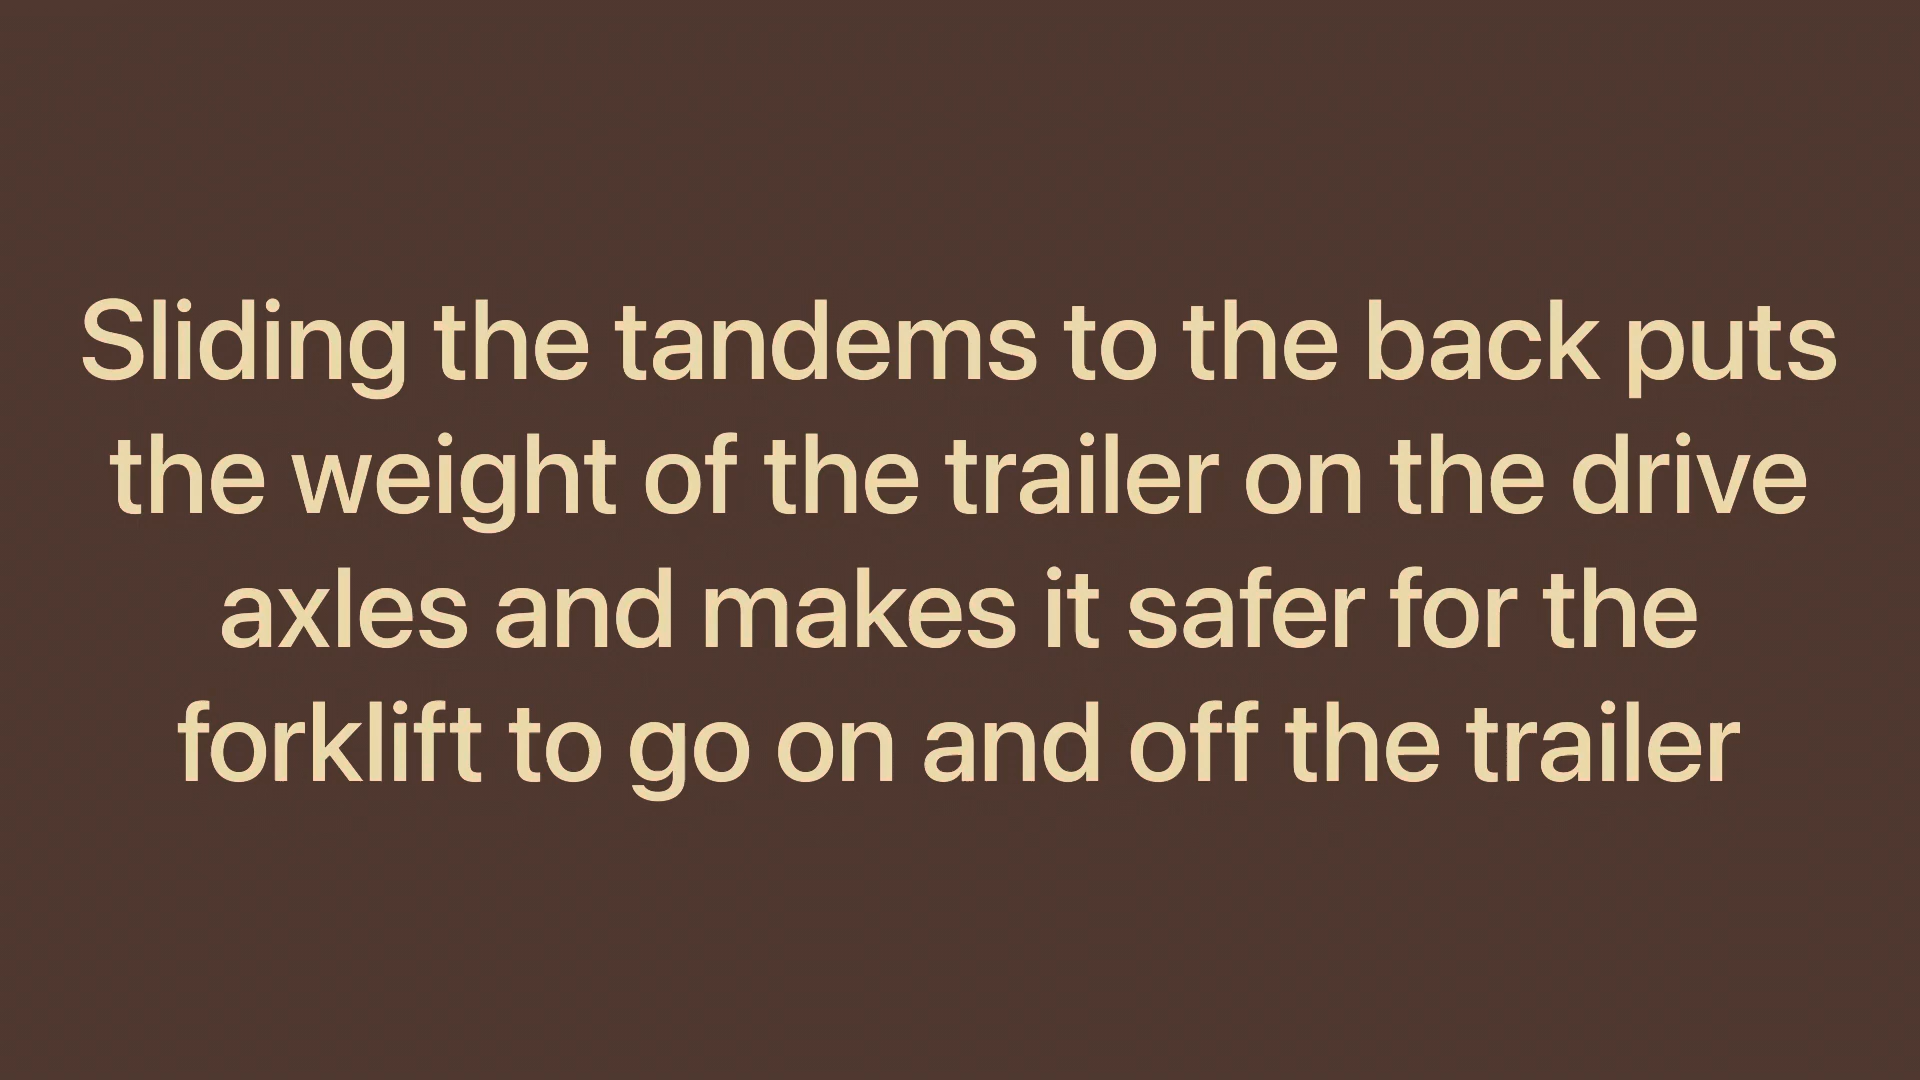 Sliding the tandems to the back puts
the weight of the trailer on the drive
axles and makes it safer for the
forklift to go on and off the trailer